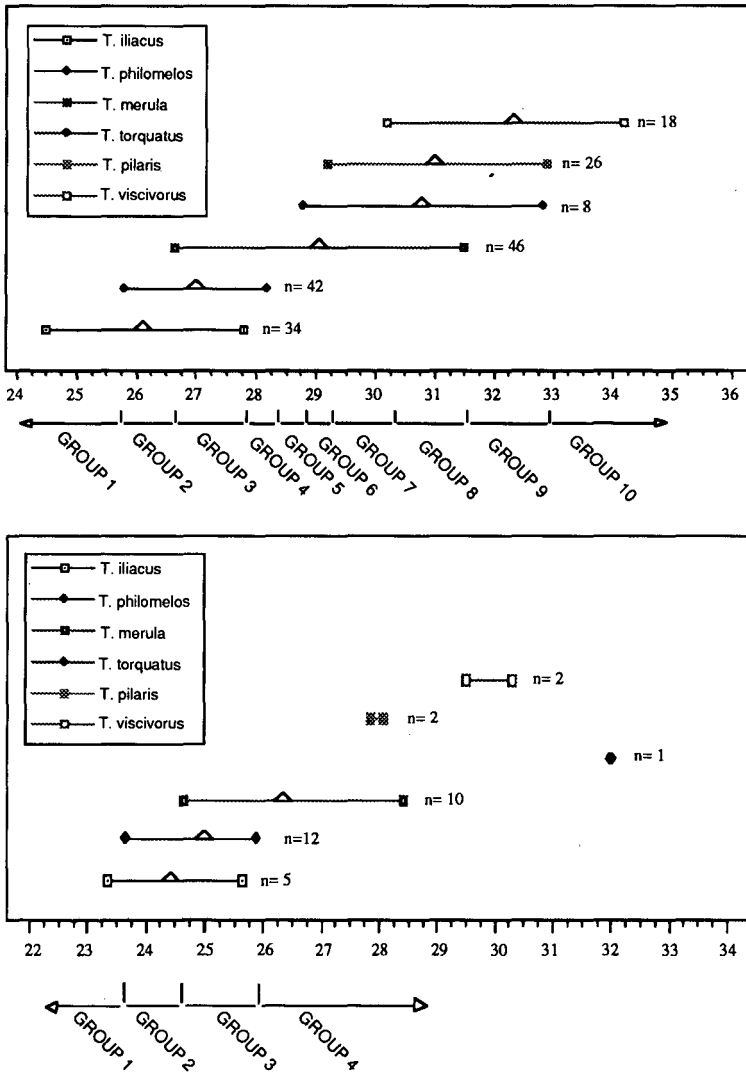 T. iliacus
T. philomelos
T. merula
T. torquatus
T. pilaris
T. viscivorus
n= 18
n= 26
n= 8
n= 46
n= 42
n= 34
24 25 26 27 28 29 30 31 32 33 34 35 36
GROUP 1 GROUP 2 GROUP 3 GROUP 4 GROUP 5 GROUP 6 GROUP 7 GROUP 8 GROUP 9 GROUP 10
T. iliacus
T. philomelos
T. merula
T. torquatus
T. pilaris
T. viscivorus
n= 2
n= 2
n= 1
n= 10
n=12
n= 5
22 23 24 25 26 27 28 29 30 31 32 33 34
GROUP 1 GROUP 2 GROUP 3 GROUP 4